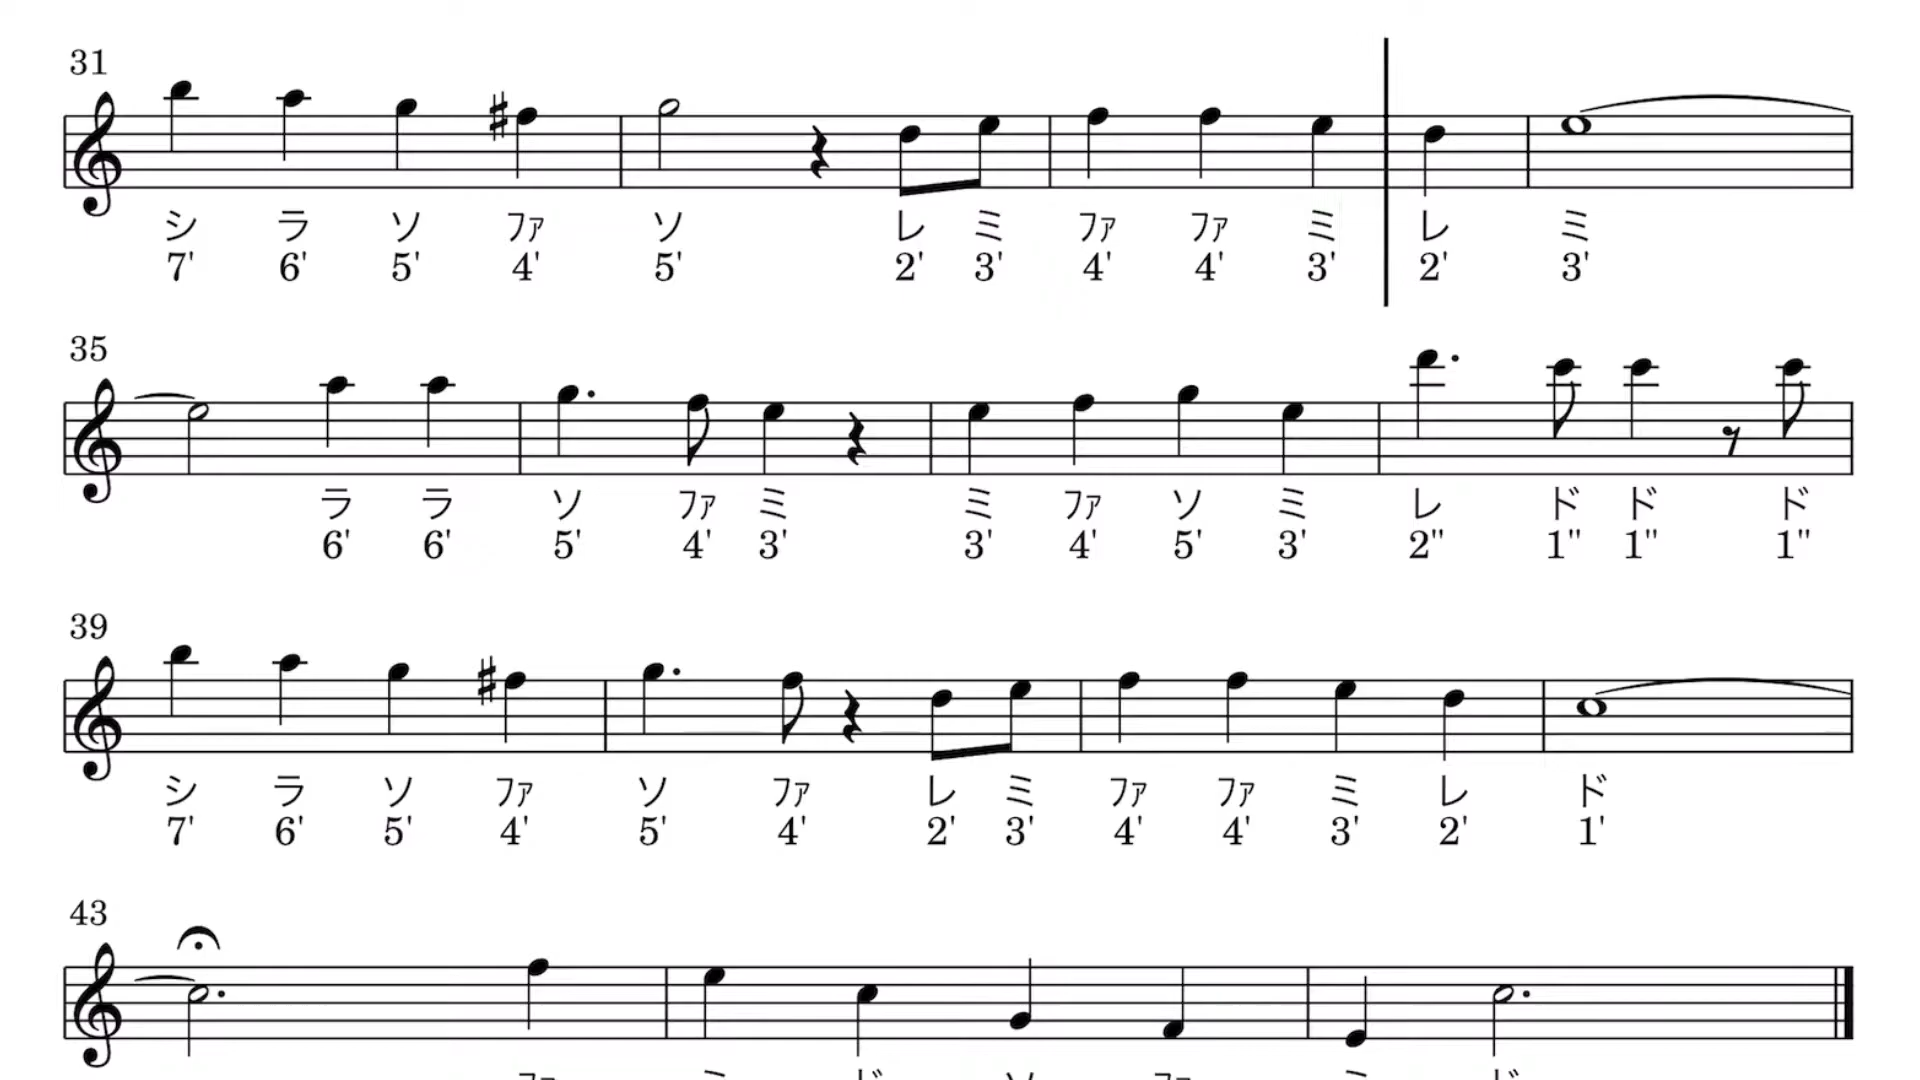 31
シ ラ ソ ファ ソ レ ミ ファ ファ ミ レ ミ
7' 6' 5' 4' 5' 2' 3' 4' 4' 3' 2' 3'
35
ラ ラ ソ ファ ミ ミ ファ ソ ミ レ ド ド ド
6' 6' 5' 4' 3' 3' 4' 5' 3' 2" 1" 1" 1"
39
シ ラ ソ ファ ソ ファ レ ミ ファ ファ ミ レ ド
7' 6' 5' 4' 5' 4' 2' 3' 4' 4' 3' 2' 1'
43